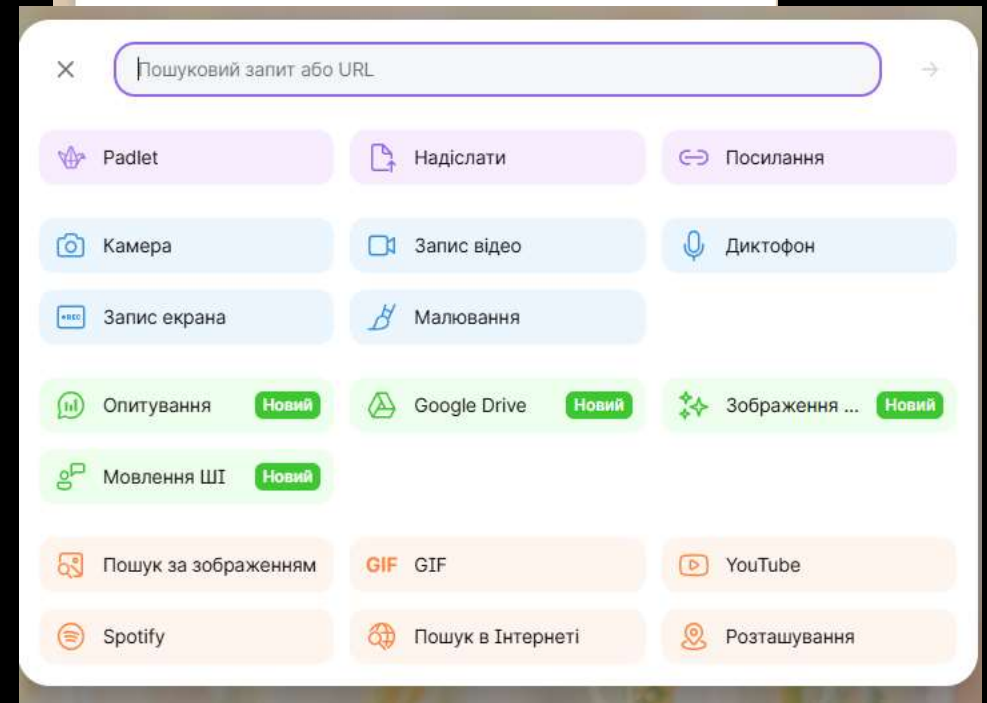 Пошуковий запит або URL
Padlet Надіслати Посилання
Камера Запис відео Диктофон
REC Запис екрана Малювання
Опитування Новий Google Drive Новий Зображення ... Новий
Мовлення ШІ Новий
Пошук за зображенням GIF GIF YouTube
Spotify Пошук в Інтернеті Розташування